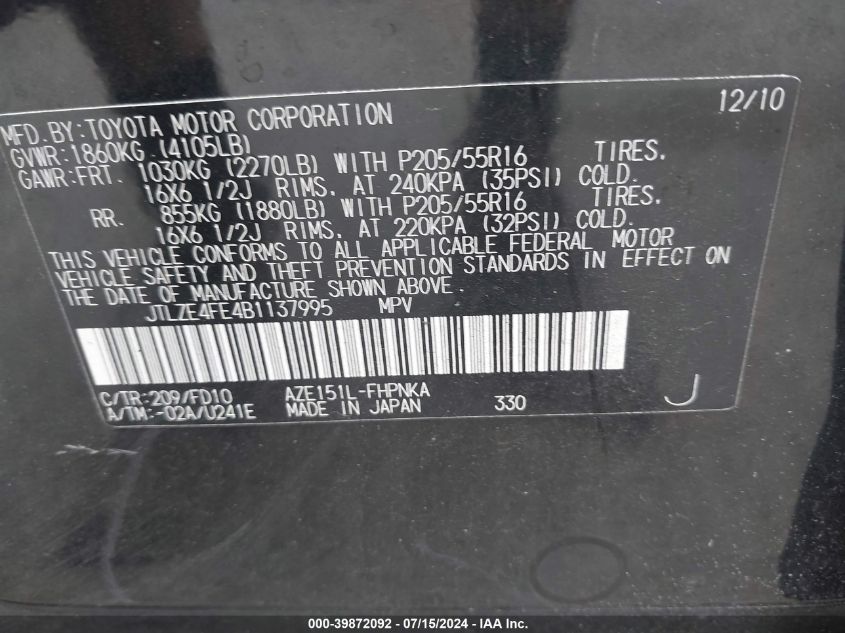 12/10
MFD.BY:TOYOTA MOTOR CORPORATION
GVWR:1860KG (4105LB)
GAWR:FRT. 1030KG (2270LB) WITH P205/55R16 TIRES.
16X6 1/2J RIMS. AT 240KPA (35PSI) COLD.
RR. 855KG (1880LB) WITH P205/55R16 TIRES.
16X6 1/2J RIMS. AT 220KPA (32PSI) COLD.
THIS VEHICLE CONFORMS TO ALL APPLICABLE FEDERAL MOTOR
VEHICLE SAFETY AND THEFT PREVENTION STANDARDS IN EFFECT ON
THE DATE OF MANUFACTURE SHOWN ABOVE.
JTLZE4FE4B1137995 MPV
C/TR:209/FD10 AZE151L-FHPNKA
A/TM:-02A/U241E MADE IN JAPAN 330 J
000-39872092 - 07/15/2024 - IAA Inc.